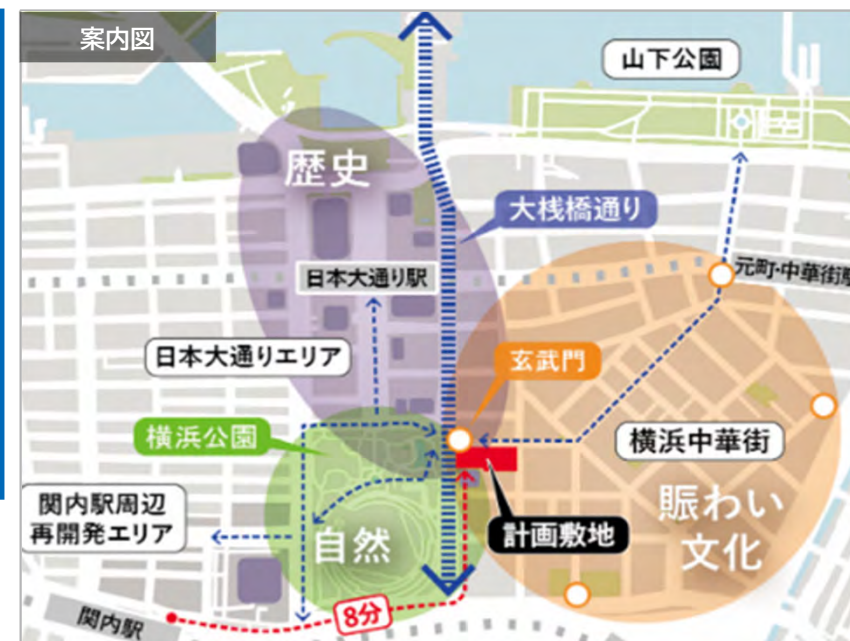 案内図
山下公園
歴史
大桟橋通り
日本大通り駅
元町・中華街駅
日本大通りエリア
玄武門
横浜公園
横浜中華街
関内駅周辺
再開発エリア
賑わい
文化
計画敷地
自然
8分
関内駅